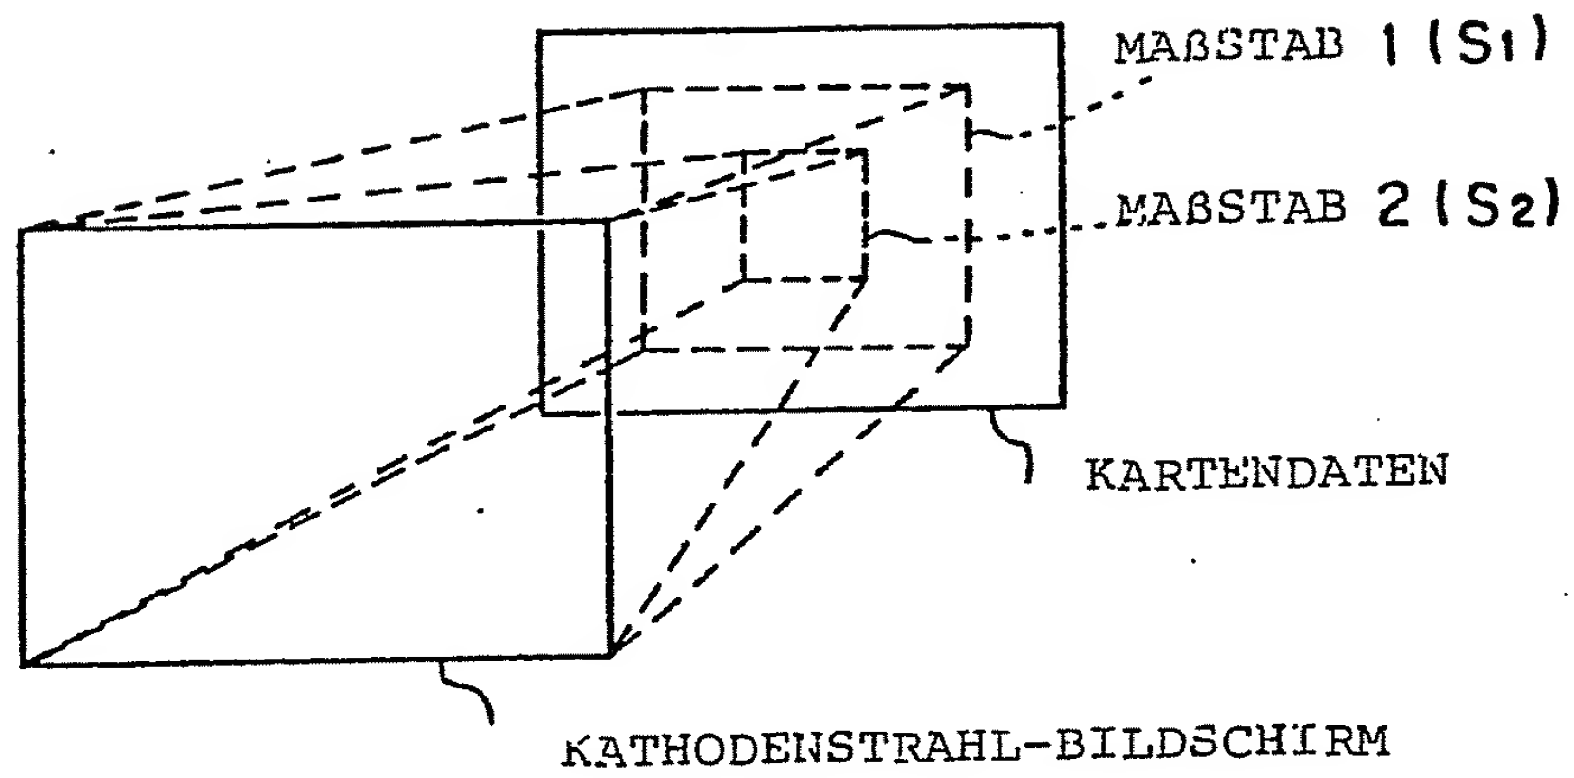 MAßSTAB 1 (S1)
MAßSTAB 2 (S2)
KARTENDATEN
KATHODENSTRAHL-BILDSCHIRM